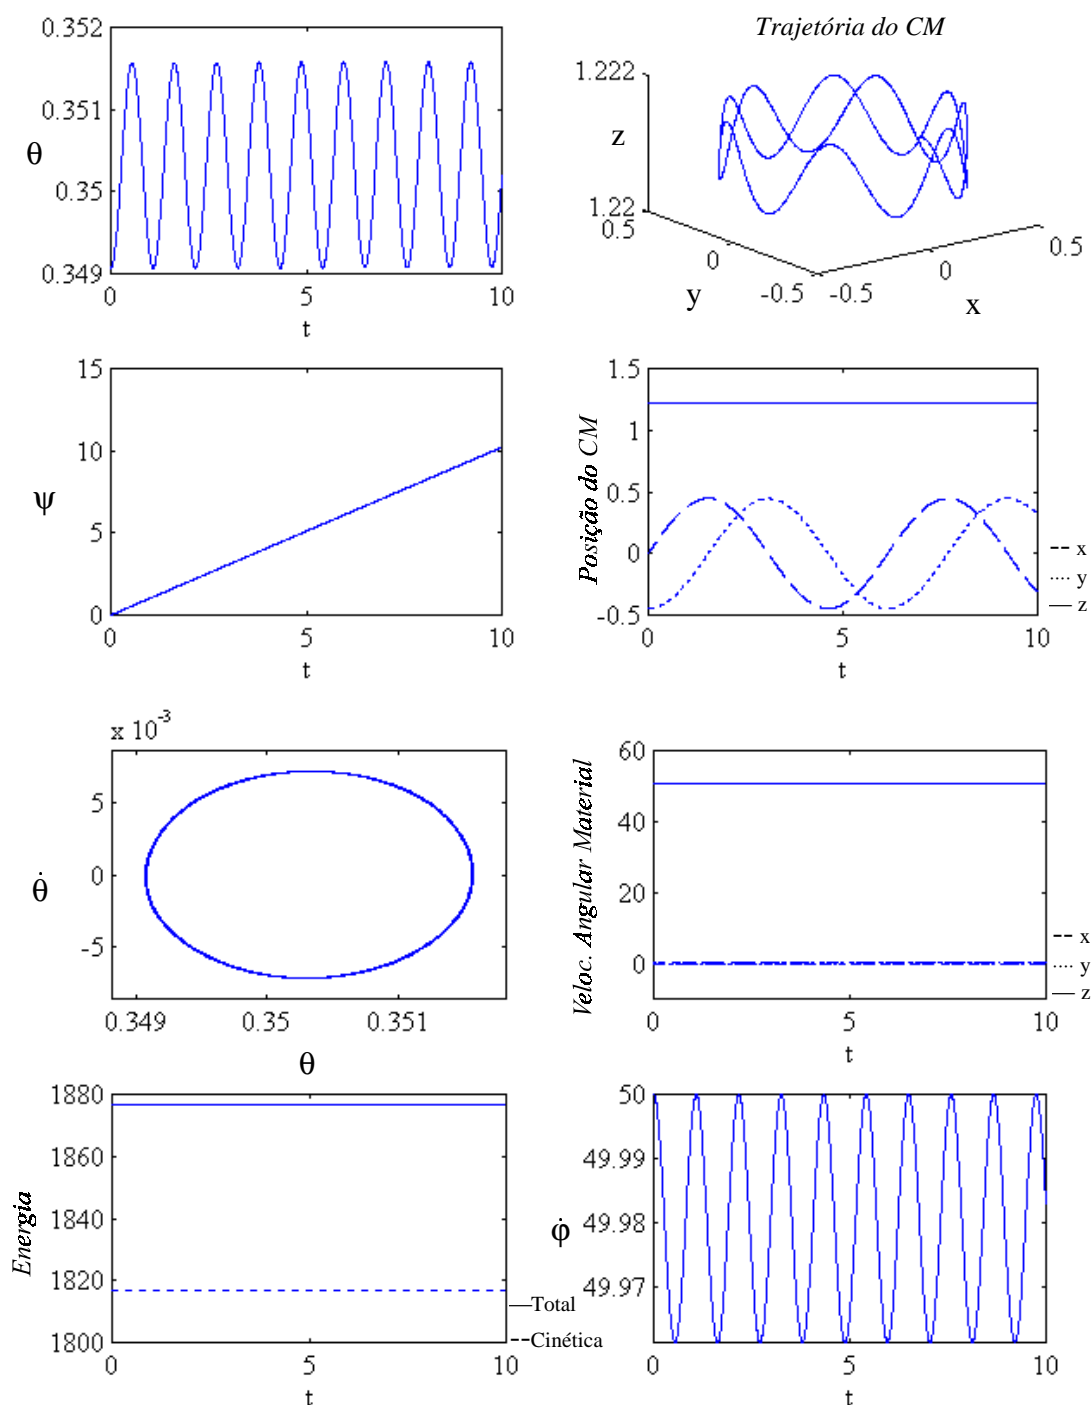 0.352
0.351
θ
0.35
0.349
0
5
10
t
Trajetória do CM
1.222
z
1.22
0.5
0
y
-0.5
-0.5
0
x
0.5
15
10
ψ
5
0
0
5
10
t
1.5
1
0.5
0
-0.5
Posição do CM
0
5
10
t
x
y
z
x 10-3
5
0
-5
θ̇
0.349
0.35
0.351
θ
60
40
20
0
Veloc. Angular Material
0
5
10
t
x
y
z
1880
1860
1840
1820
1800
Energia
0
5
10
t
Total
Cinética
50
49.99
49.98
49.97
φ̇
0
5
10
t